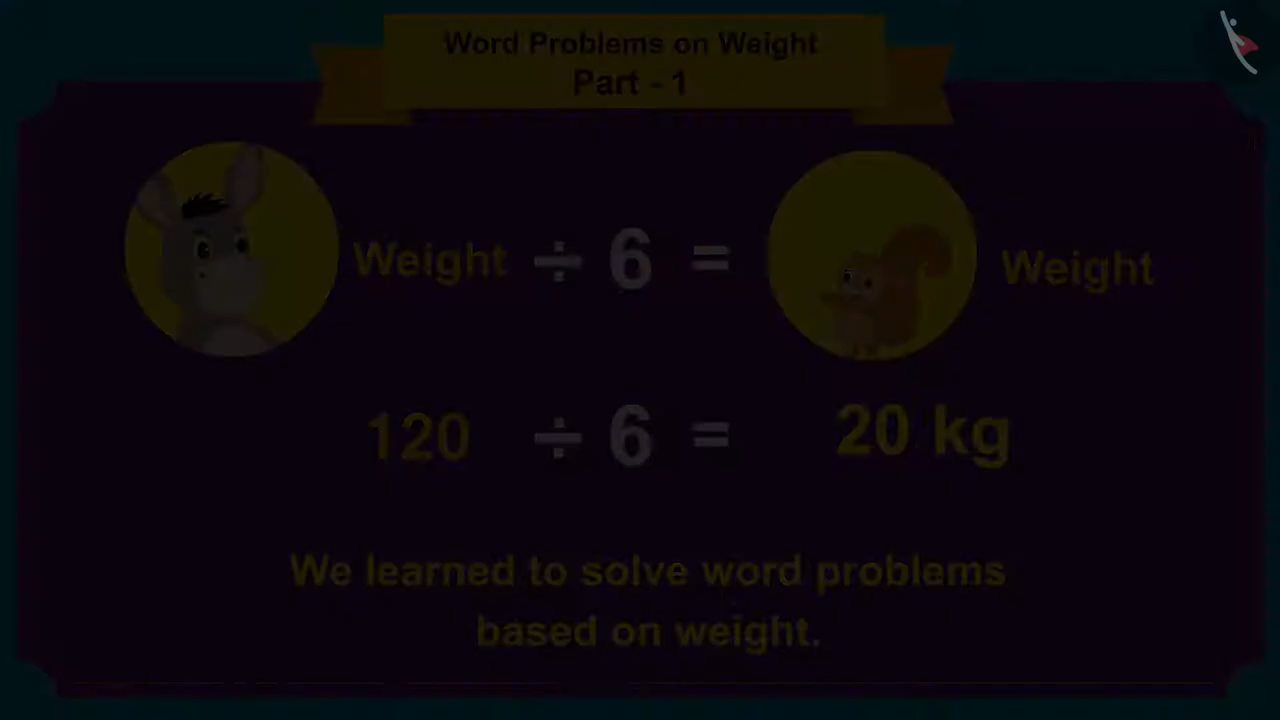 Word Problems on Weight
Part - 1
Weight ÷ 6 = Weight
120 ÷ 6 = 20 kg
We learned to solve word problems
based on weight.